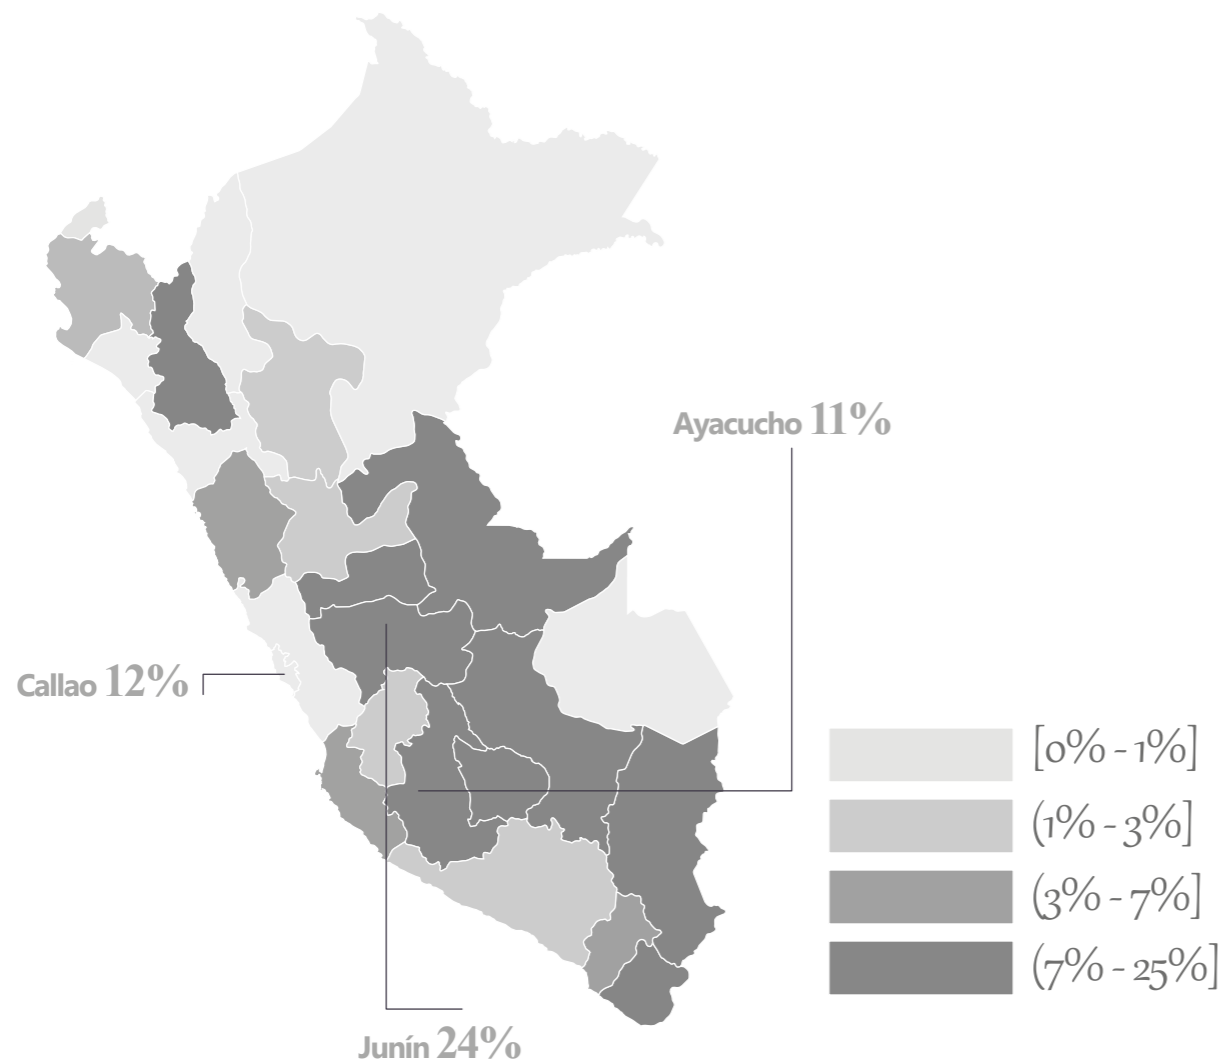 Ayacucho 11%
Callao 12%
[0% - 1%]
(1% - 3%]
(3% - 7%]
(7% - 25%]
Junín 24%